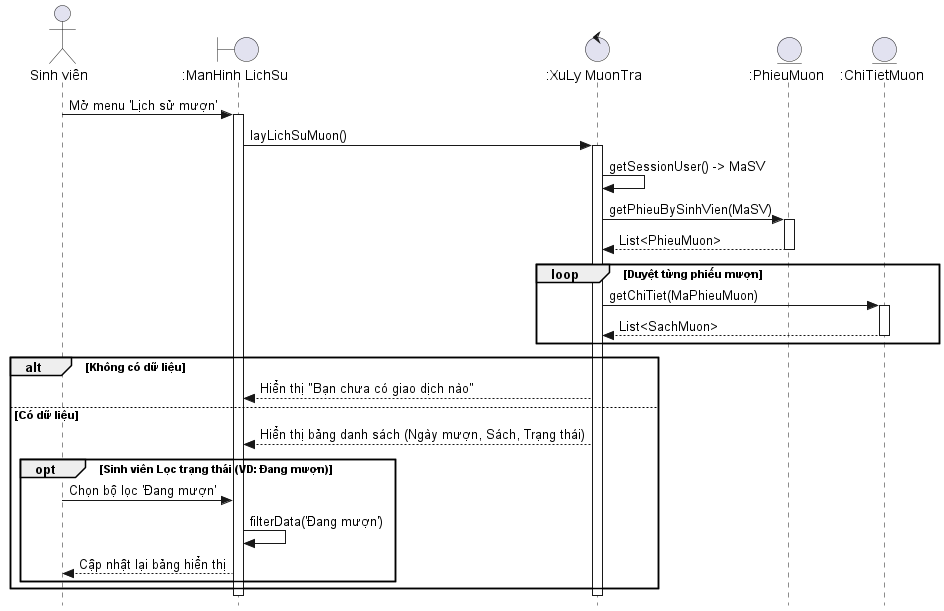 Sinh viên
:ManHinh LichSu
:XuLy MuonTra
:PhieuMuon
:ChiTietMuon
Mở menu 'Lịch sử mượn'
layLichSuMuon()
getSessionUser() -> MaSV
getPhieuBySinhVien(MaSV)
List<PhieuMuon>
loop [Duyệt từng phiếu mượn]
getChiTiet(MaPhieuMuon)
List<SachMuon>
alt [Không có dữ liệu]
Hiển thị "Bạn chưa có giao dịch nào"
[Có dữ liệu]
Hiển thị bảng danh sách (Ngày mượn, Sách, Trạng thái)
opt [Sinh viên Lọc trạng thái (VD: Đang mượn)]
Chọn bộ lọc 'Đang mượn'
filterData('Đang mượn')
Cập nhật lại bảng hiển thị